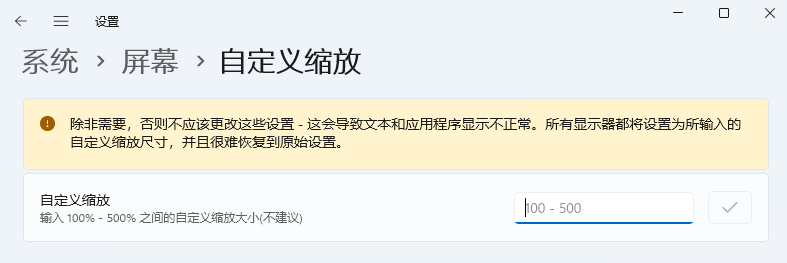 设置
系统 › 屏幕 › 自定义缩放
除非需要，否则不应该更改这些设置 - 这会导致文本和应用程序显示不正常。所有显示器都将设置为所输入的
自定义缩放尺寸，并且很难恢复到原始设置。
自定义缩放
输入 100% - 500% 之间的自定义缩放大小(不建议)
100 - 500